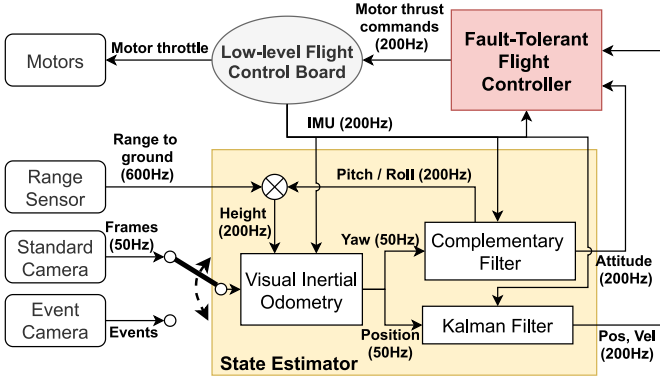 Motor thrust
commands
(200Hz)
Motor throttle
Motors
Low-level Flight
Control Board
Fault-Tolerant
Flight
Controller
IMU (200Hz)
Range to
ground
(600Hz)
Range
Sensor
Pitch / Roll (200Hz)
Height
(200Hz)
Frames
(50Hz)
Standard
Camera
Yaw (50Hz)
Complementary
Filter
Visual Inertial
Odometry
Attitude
(200Hz)
Event
Camera
Events
Position
(50Hz)
Kalman Filter
Pos, Vel
(200Hz)
State Estimator